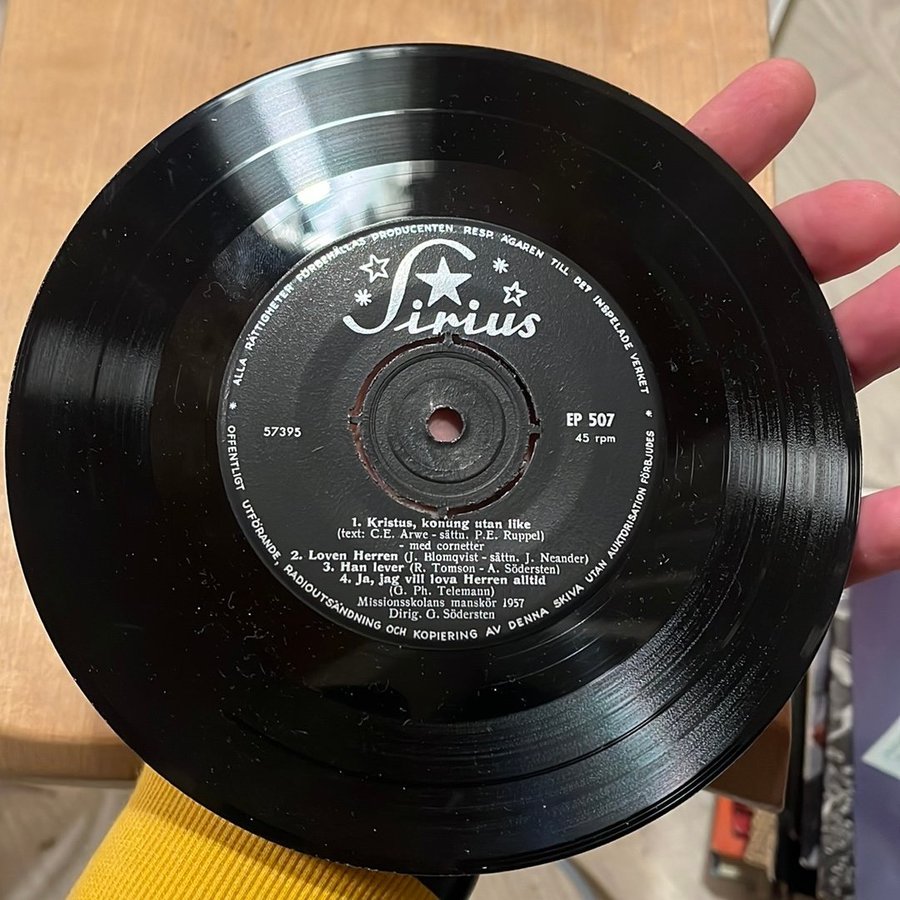 * ALLA RÄTTIGHETER FÖRBEHÅLLAS PRODUCENTEN RESP. ÄGAREN TILL DET INSPELADE VERKET *
Sirius
57395
EP 507
45 rpm
1. Kristus, konung utan like
(text: C.E. Arwe - sättn. P.E. Ruppel)
- med cornetter
2. Loven Herren (J. Blomqvist - sättn. J. Neander)
3. Han lever (R. Tomson - A. Södersten)
4. Ja, jag vill lova Herren alltid
(G. Ph. Telemann)
Missionsskolans manskör 1957
Dirig. G. Södersten
OFFENTLIGT UTFÖRANDE, RADIOUTSÄNDNING OCH KOPIERING AV DENNA SKIVA UTAN AUKTORISATION FÖRBJUDES